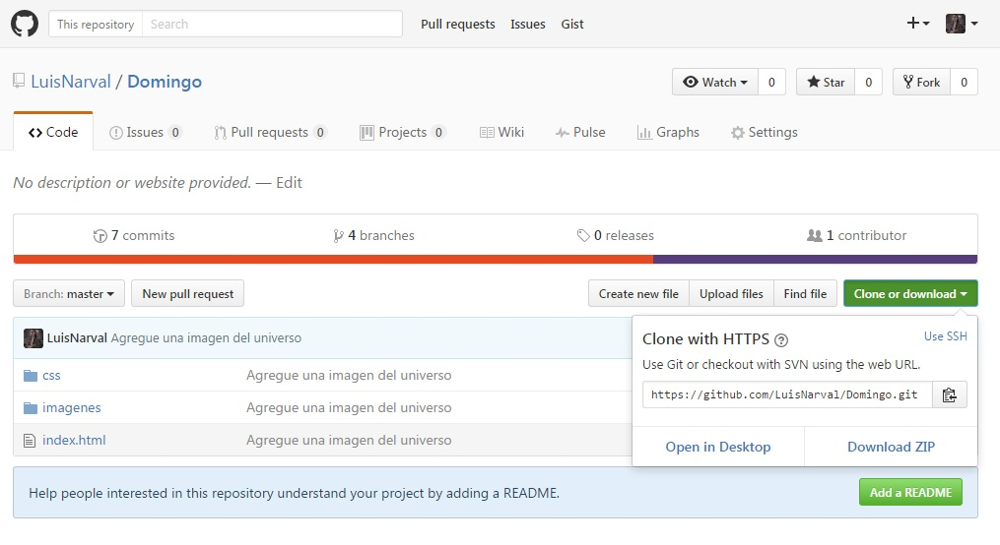 This repository Search Pull requests Issues Gist
LuisNarval / Domingo Watch 0 Star 0 Fork 0
Code Issues 0 Pull requests 0 Projects 0 Wiki Pulse Graphs Settings
No description or website provided. — Edit
7 commits 4 branches 0 releases 1 contributor
Branch: master New pull request Create new file Upload files Find file Clone or download
LuisNarval Agregue una imagen del universo
css Agregue una imagen del universo
imagenes Agregue una imagen del universo
index.html Agregue una imagen del universo
Clone with HTTPS ? Use SSH
Use Git or checkout with SVN using the web URL.
https://github.com/LuisNarval/Domingo.git
Open in Desktop Download ZIP
Help people interested in this repository understand your project by adding a README. Add a README